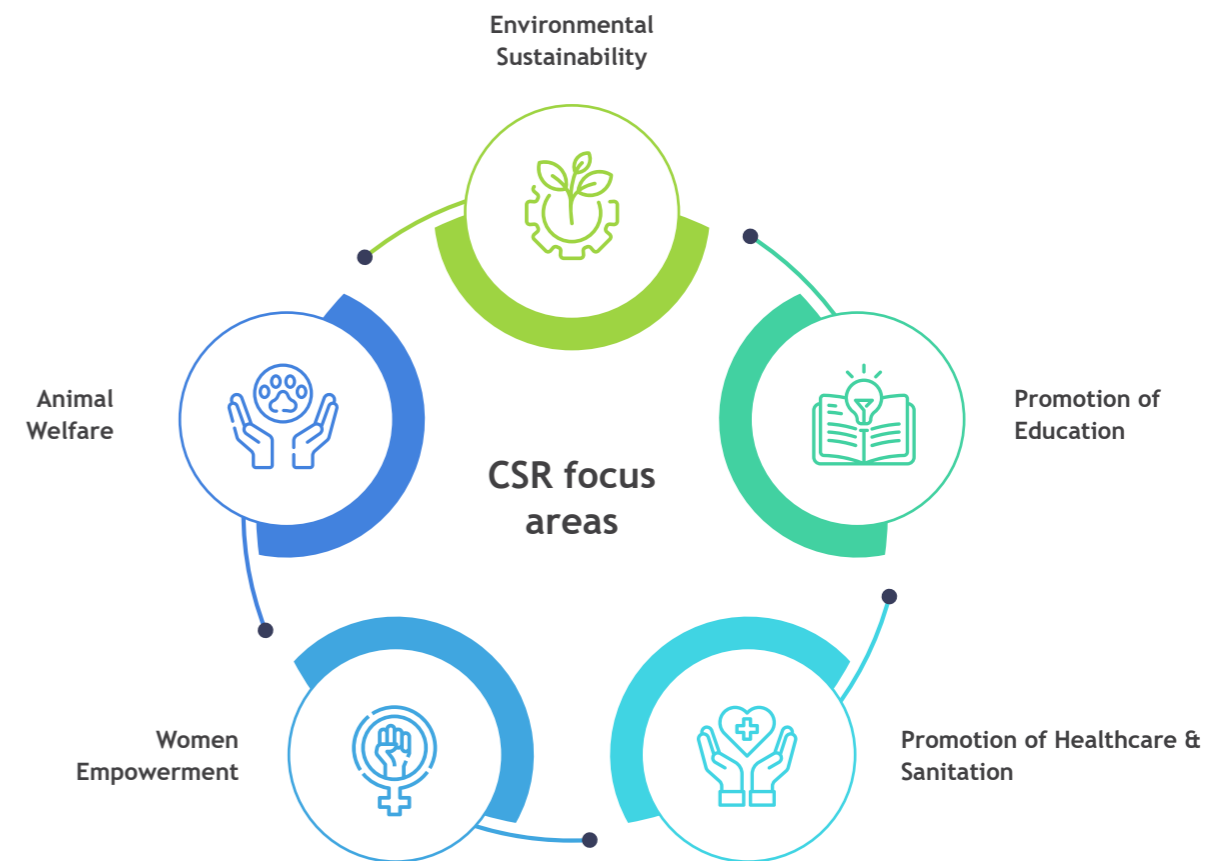 Environmental
Sustainability
Animal
Welfare
Promotion of
Education
CSR focus
areas
Women
Empowerment
Promotion of Healthcare &
Sanitation